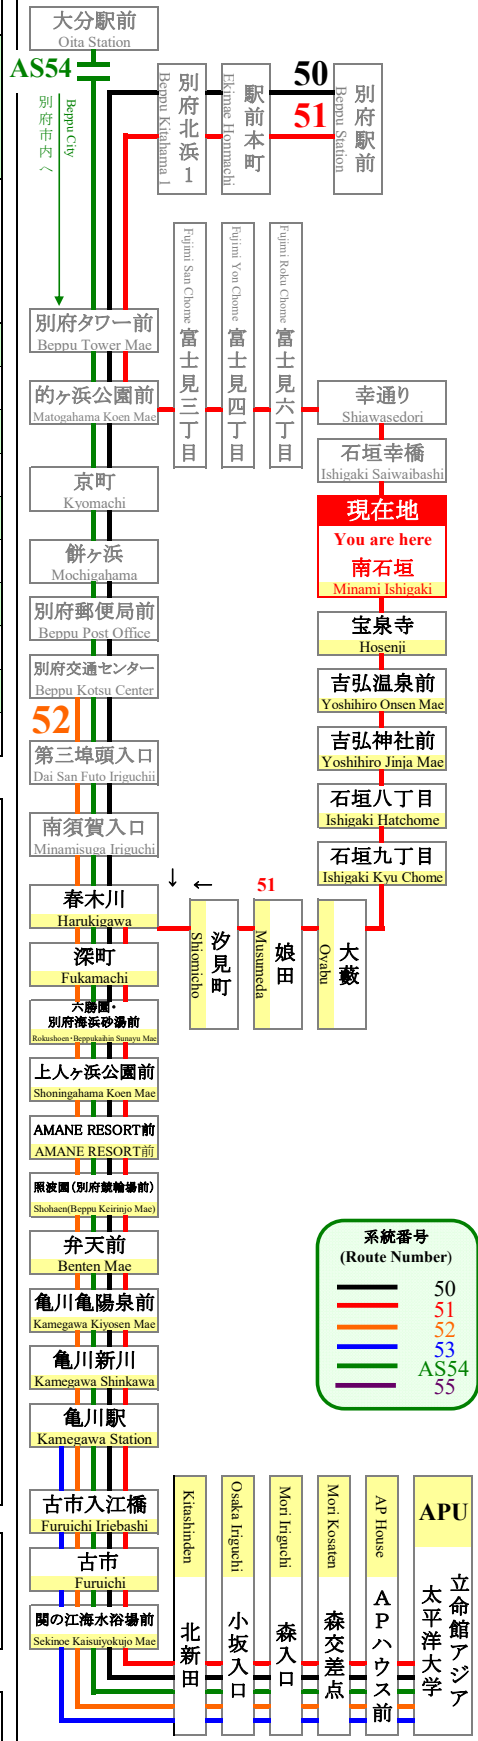 大分駅前
Oita Station
AS54
Beppu City
別府市内へ
別府北浜1
Beppu Kitahama 1
駅前本町
Ekimae Honmachi
50
51
別府駅前
Beppu Station
別府タワー前
Beppu Tower Mae
的ヶ浜公園前
Matogahama Koen Mae
Fujimi San Chome
富士見三丁目
Fujimi Yon Chome
富士見四丁目
Fujimi Roku Chome
富士見六丁目
幸通り
Shiawasedori
石垣幸橋
Ishigaki Saiwaibashi
現在地
You are here
南石垣
Minami Ishigaki
宝泉寺
Hosenji
吉弘温泉前
Yoshihiro Onsen Mae
吉弘神社前
Yoshihiro Jinja Mae
石垣八丁目
Ishigaki Hatchome
石垣九丁目
Ishigaki Kyu Chome
京町
Kyomachi
餅ヶ浜
Mochigahama
別府郵便局前
Beppu Post Office
別府交通センター
Beppu Kotsu Center
52
第三埠頭入口
Dai San Futo Iriguchii
南須賀入口
Minamisuga Iriguchi
春木川
Harukigawa
↓ ←
51
汐見町
Shiomicho
娘田
Musumeda
大藪
Oyabu
深町
Fukamachi
六勝園・
別府海浜砂湯前
Rokushoen・Beppukaihin Sunayu Mae
上人ヶ浜公園前
Shoningahama Koen Mae
AMANE RESORT前
AMANE RESORT前
照波園(別府競輪場前)
Shohaen(Beppu Keirinjo Mae)
弁天前
Benten Mae
亀川亀陽泉前
Kamegawa Kiyosen Mae
亀川新川
Kamegawa Shinkawa
亀川駅
Kamegawa Station
古市入江橋
Furuichi Iriebashi
古市
Furuichi
関の江海水浴場前
Sekinoe Kaisuiyokujo Mae
系統番号
(Route Number)
50
51
52
53
AS54
55
Kitashinden
北新田
Osaka Iriguchi
小坂入口
Mori Iriguchi
森入口
Mori Kosaten
森交差点
AP House
APハウス前
APU
立命館アジア
太平洋大学